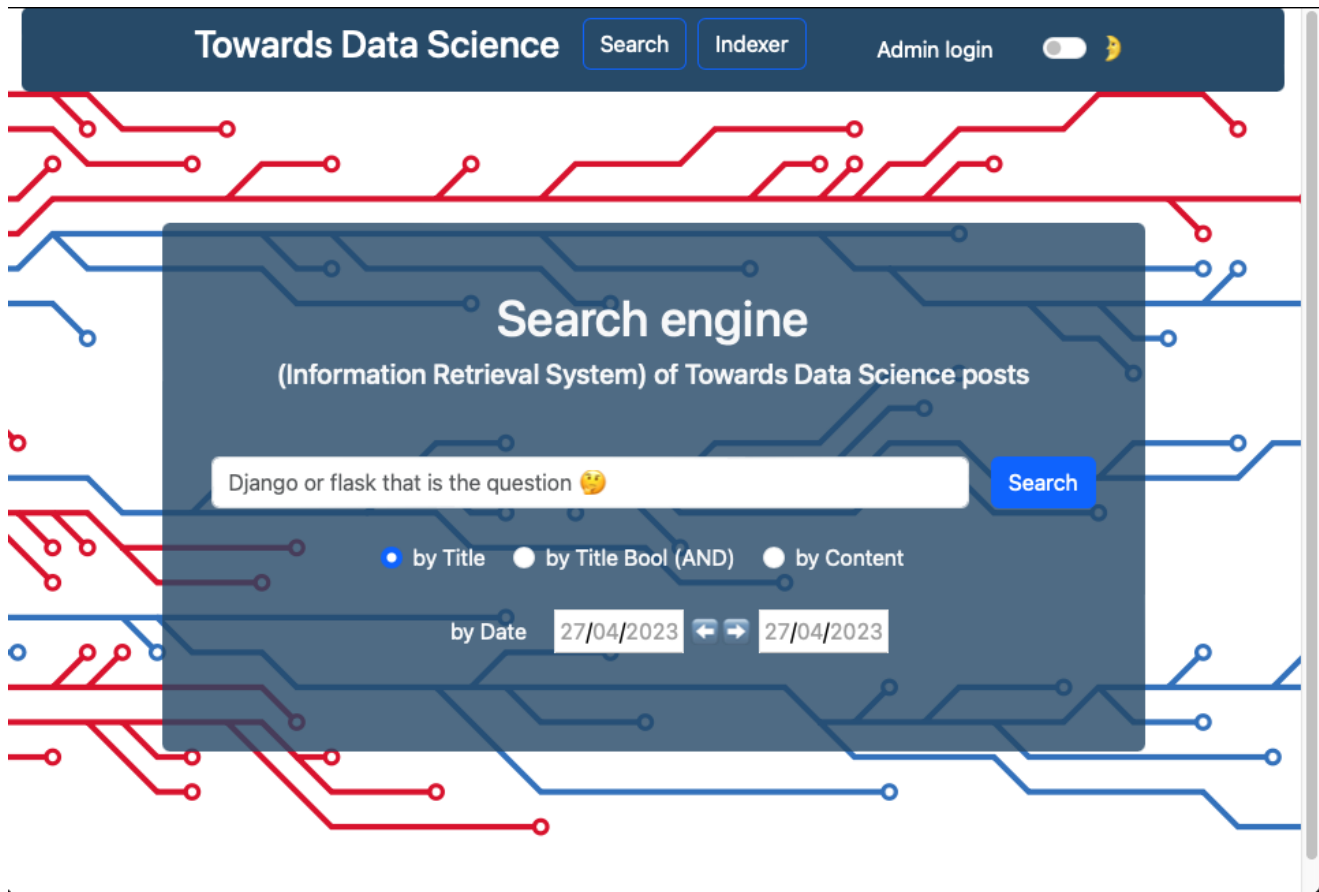 Towards Data Science Search Indexer Admin login 🌛
Search engine
(Information Retrieval System) of Towards Data Science posts
Django or flask that is the question 🤔 Search
by Title by Title Bool (AND) by Content
by Date 27/04/2023 ⬅️ ➡️ 27/04/2023